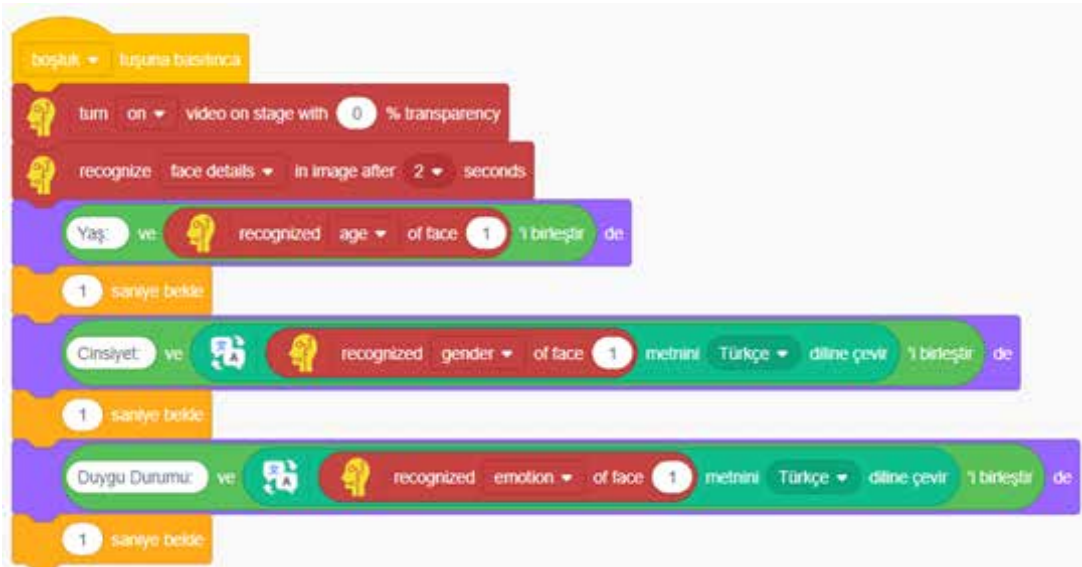 boşluk tuşuna basılınca
turn on video on stage with 0 % transparency
recognize face details in image after 2 seconds
Yaş: ve recognized age of face 1 'i birleştir de
1 saniye bekle
Cinsiyet: ve recognized gender of face 1 metnini Türkçe diline çevir 'i birleştir de
1 saniye bekle
Duygu Durumu: ve recognized emotion of face 1 metnini Türkçe diline çevir 'i birleştir de
1 saniye bekle